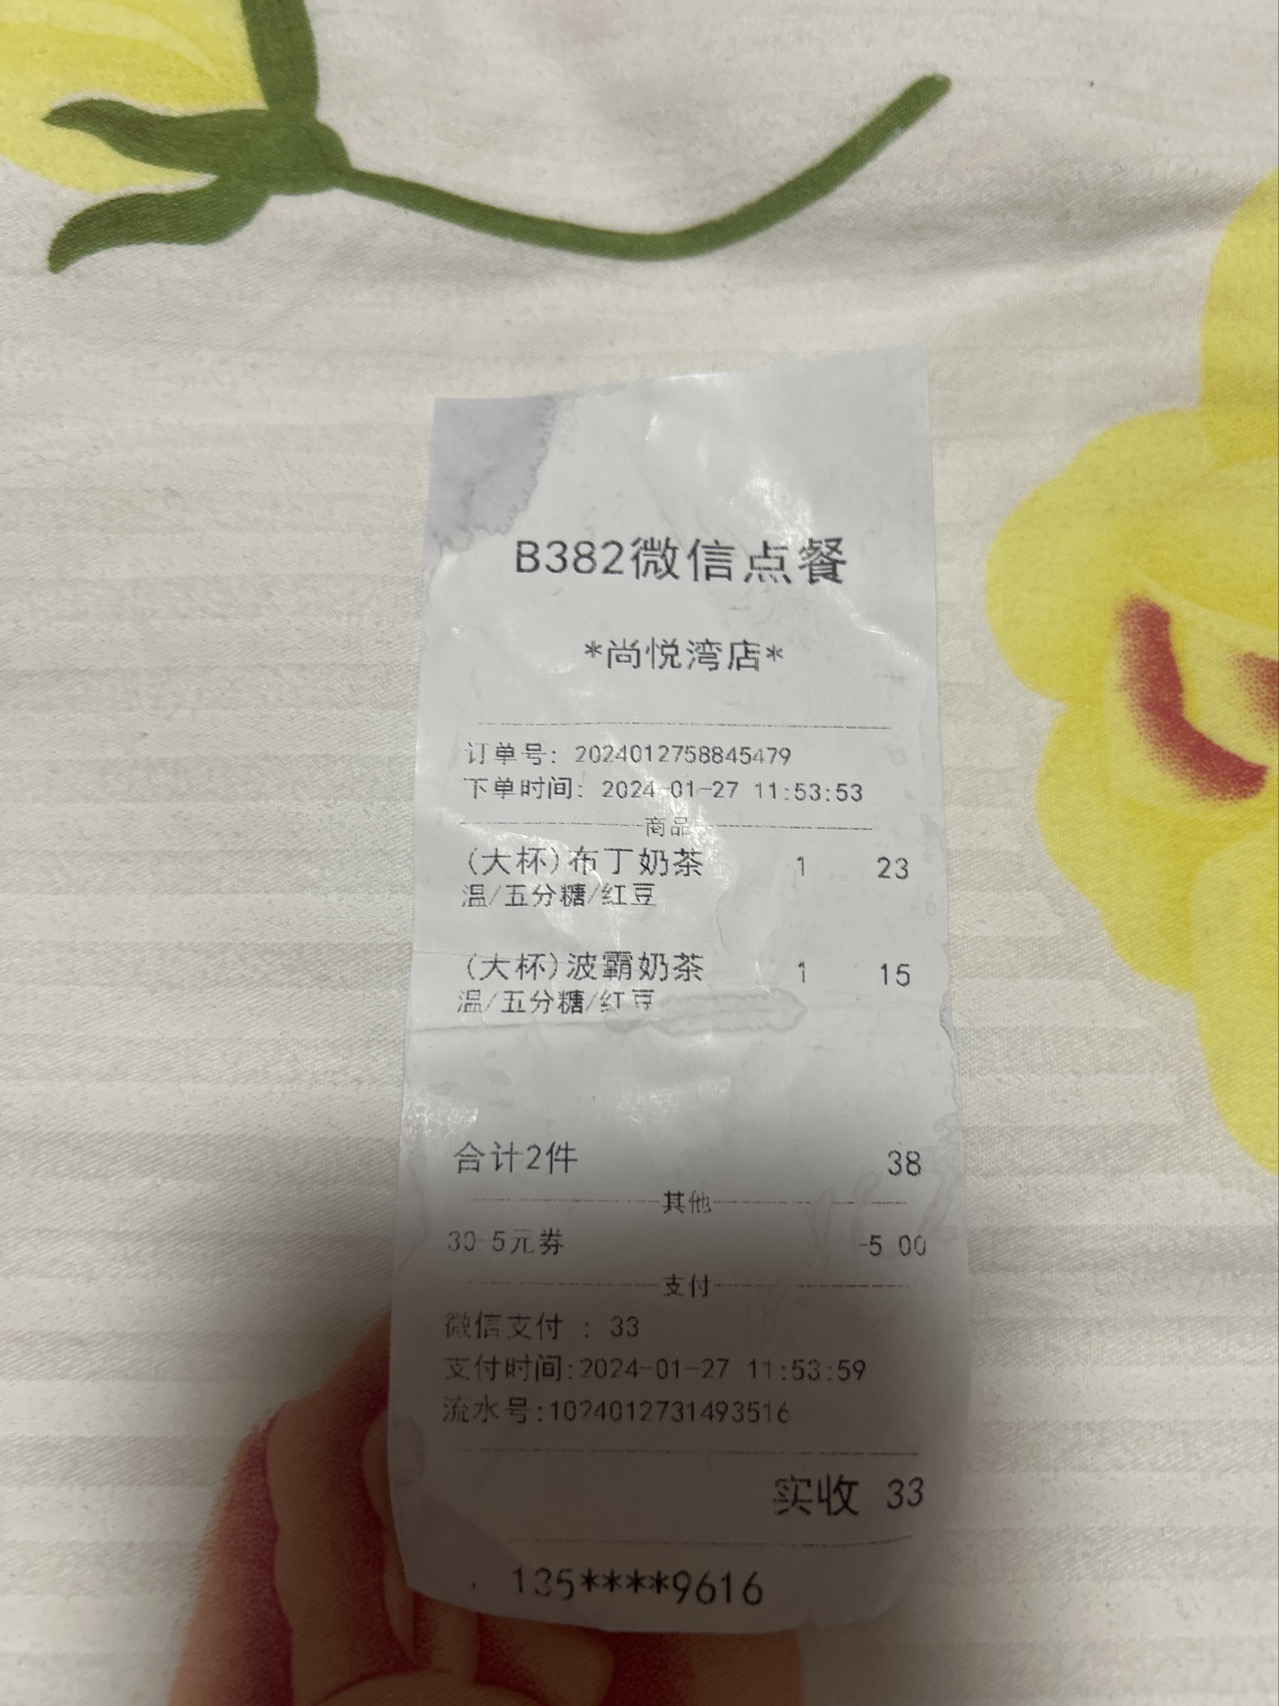 B382微信点餐
*尚悦湾店*
订单号: 2024012758845479
下单时间: 2024-01-27 11:53:53
商品
(大杯)布丁奶茶 1 23
温/五分糖/红豆
(大杯)波霸奶茶 1 15
温/五分糖/红豆
合计2件 38
其他
30-5元券 -5.00
支付
微信支付 : 33
支付时间:2024-01-27 11:53:59
流水号:1024012731493516
实收 33
135****9616